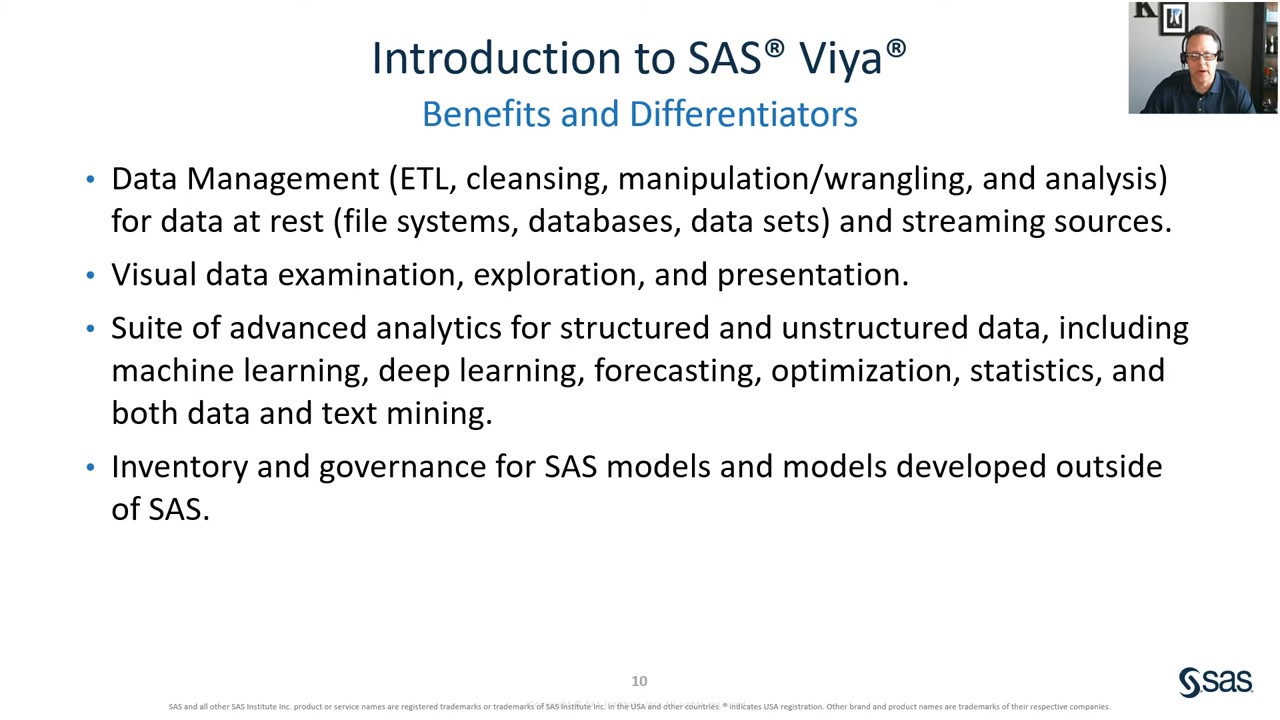 Introduction to SAS® Viya®
Benefits and Differentiators
• Data Management (ETL, cleansing, manipulation/wrangling, and analysis)
for data at rest (file systems, databases, data sets) and streaming sources.
• Visual data examination, exploration, and presentation.
• Suite of advanced analytics for structured and unstructured data, including
machine learning, deep learning, forecasting, optimization, statistics, and
both data and text mining.
• Inventory and governance for SAS models and models developed outside
of SAS.
10
sas
SAS and all other SAS Institute Inc. product or service names are registered trademarks or trademarks of SAS Institute Inc. in the USA and other countries. ® indicates USA registration. Other brand and product names are trademarks of their respective companies.